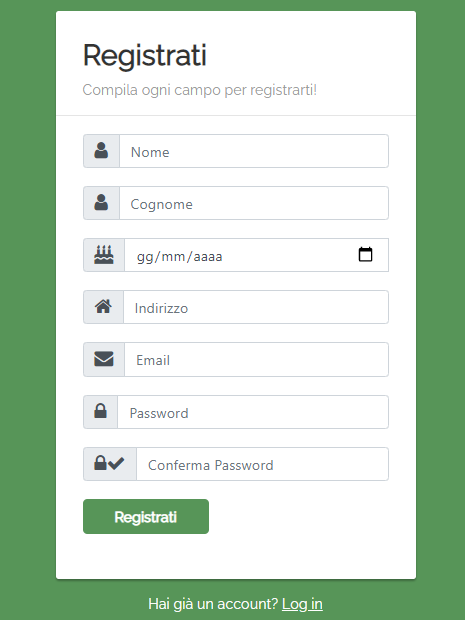 Registrati
Compila ogni campo per registrarti!
Nome
Cognome
gg/mm/aaaa
Indirizzo
Email
Password
Conferma Password
Registrati
Hai già un account? Log in